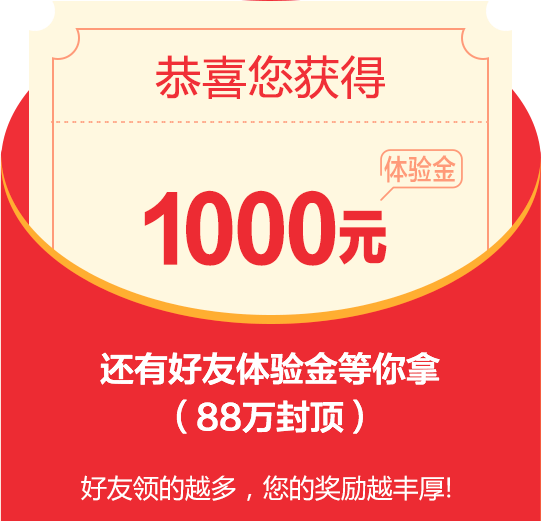 恭喜您获得
体验金
1000元
还有好友体验金等你拿
（88万封顶）
好友领的越多，您的奖励越丰厚!